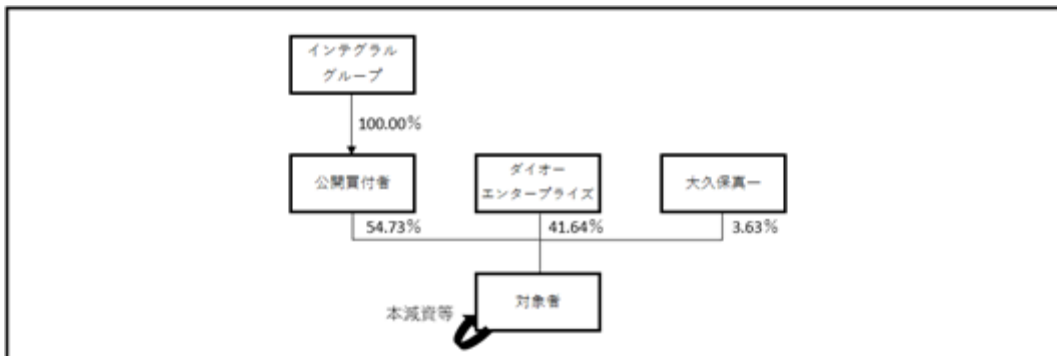 インテグラル
グループ
100.00%
公開買付者
ダイオー
エンタープライズ
大久保真一
54.73%
41.64%
3.63%
対象者
本減資等